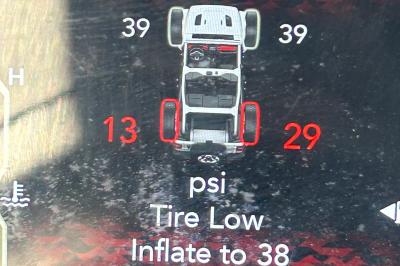 39 39
H
13 29
psi
Tire Low
Inflate to 38